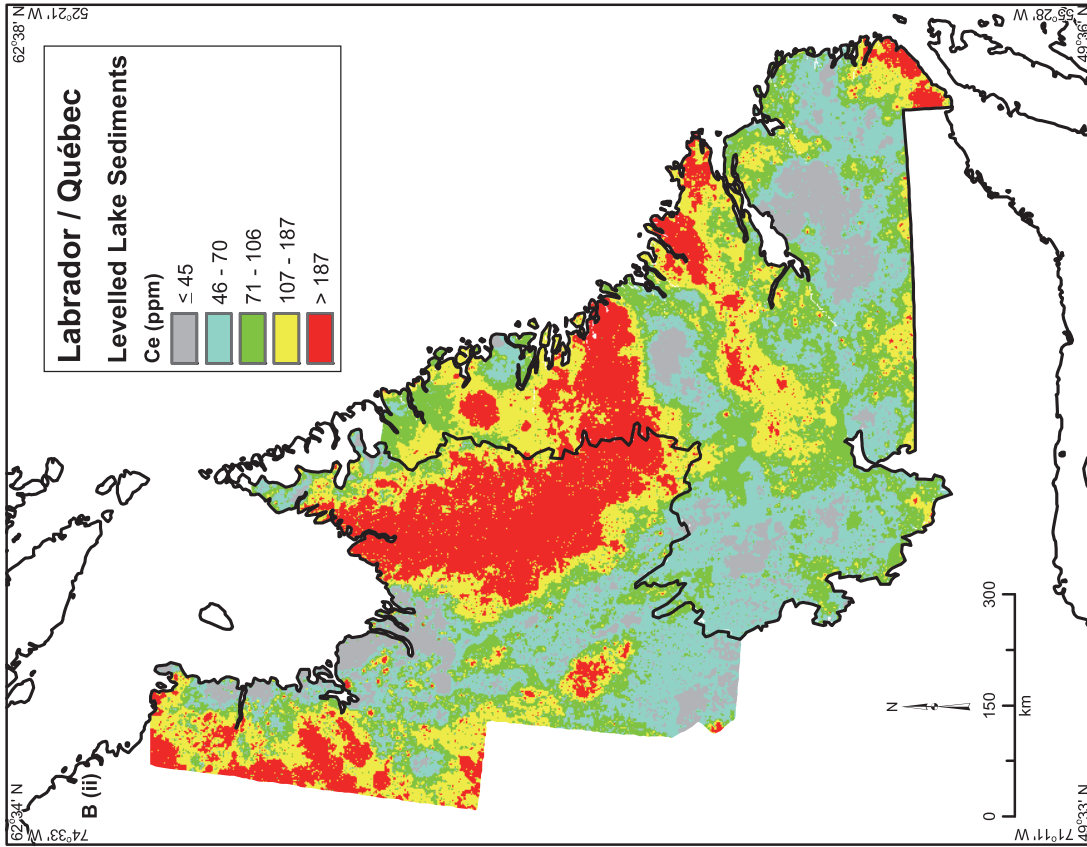 62°34' N
74°33' W
62°38' N
52°21' W
B (ii)
Labrador / Québec
Levelled Lake Sediments
Ce (ppm)
≤ 45
46 - 70
71 - 106
107 - 187
> 187
N
0 150 300
km
49°33' N
71°11' W
49°36' N
55°28' W